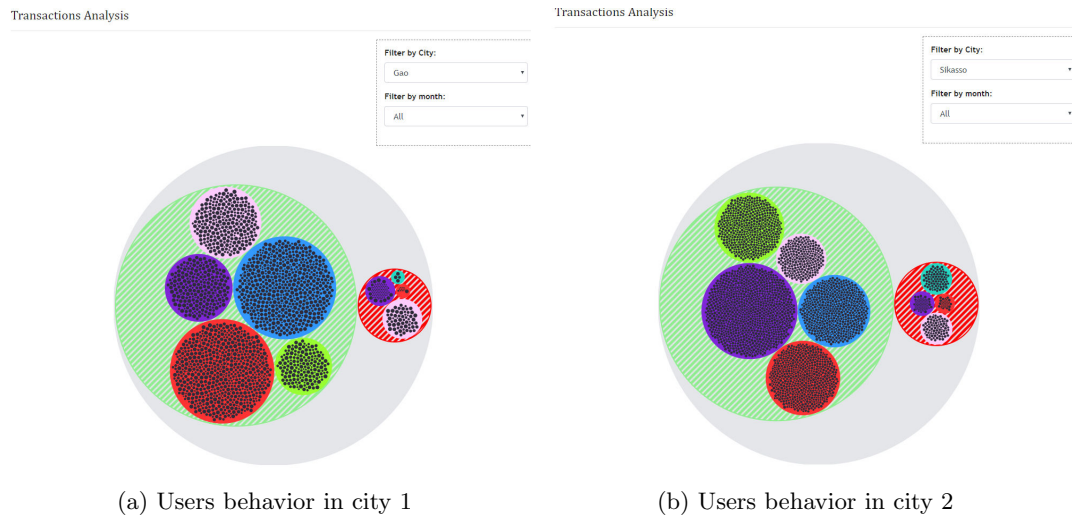 Transactions Analysis
Filter by City:
Gao
Filter by month:
All
(a) Users behavior in city 1
Transactions Analysis
Filter by City:
Sikasso
Filter by month:
All
(b) Users behavior in city 2